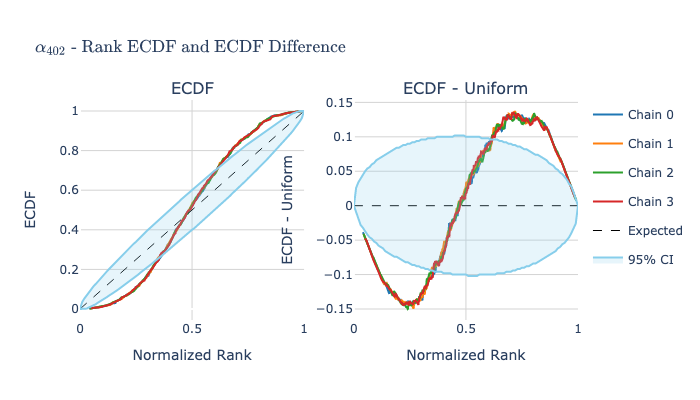 α402 - Rank ECDF and ECDF Difference
ECDF
ECDF - Uniform
ECDF
1
0.8
0.6
0.4
0.2
0
0
0.5
1
Normalized Rank
ECDF - Uniform
0.15
0.1
0.05
0
−0.05
−0.1
−0.15
0
0.5
1
Normalized Rank
Chain 0
Chain 1
Chain 2
Chain 3
Expected
95% CI